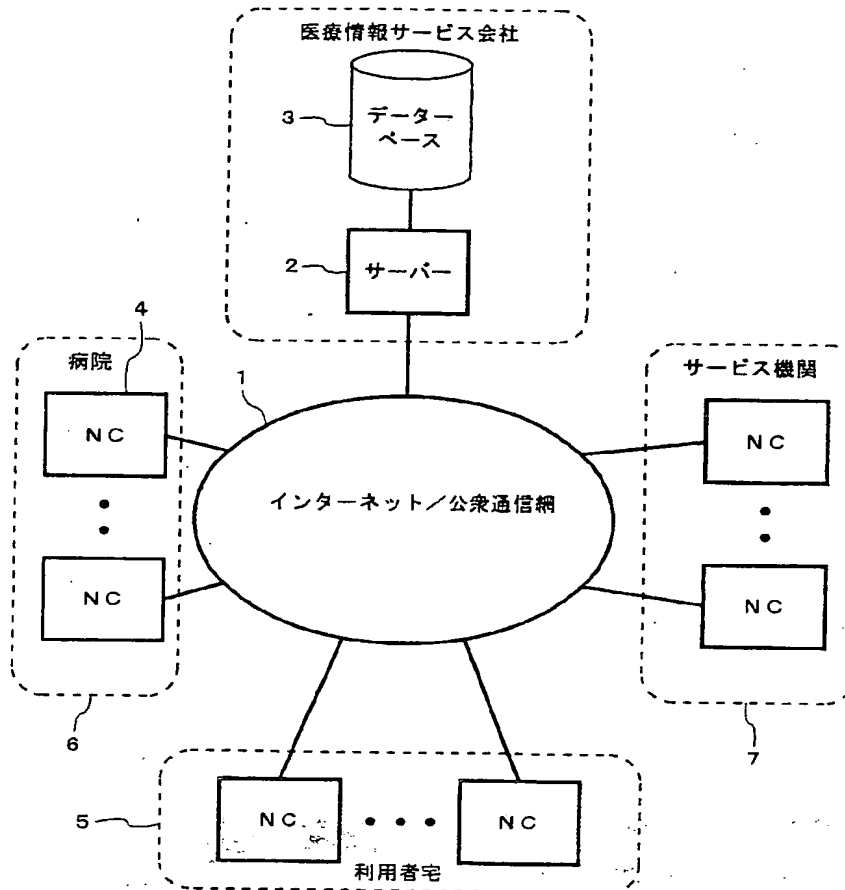 医療情報サービス会社
3
データー
ベース
2
サーバー
4
病院
1
サービス機関
NC
NC
インターネット／公衆通信網
NC
NC
6
7
5
NC
NC
利用者宅